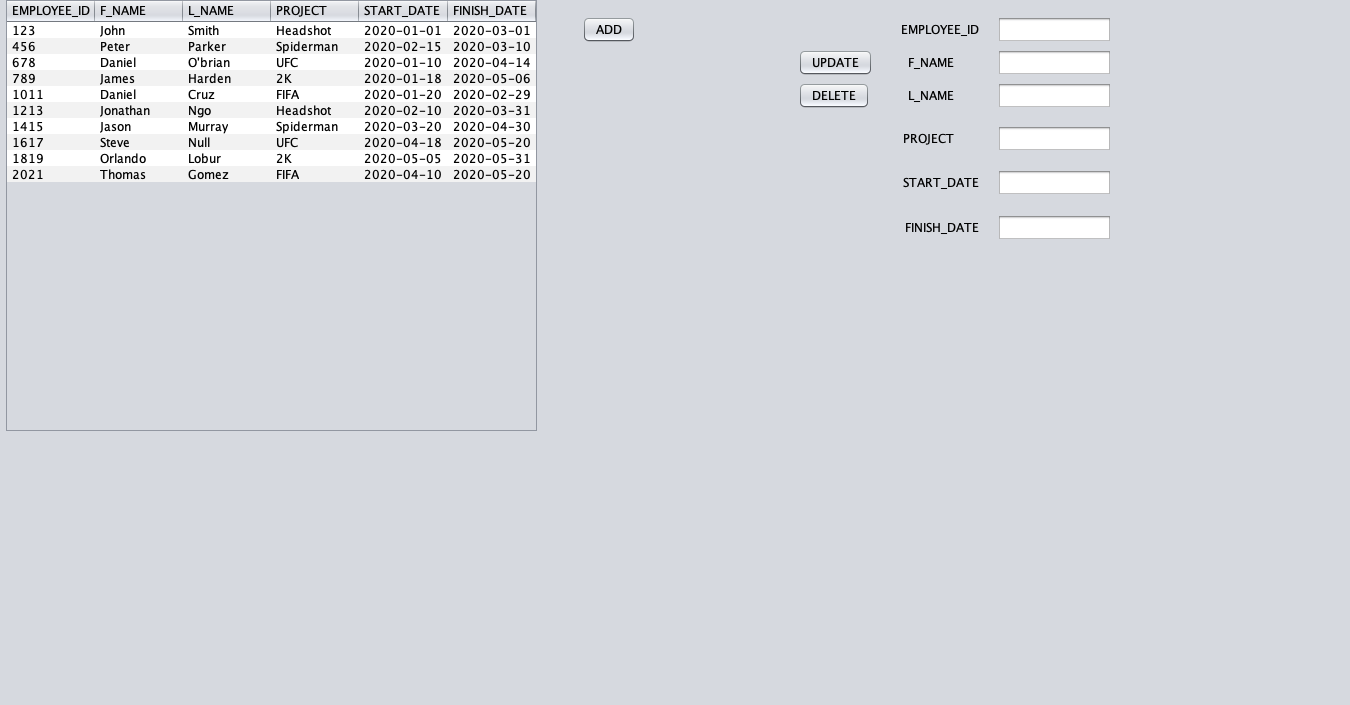 EMPLOYEE_ID F_NAME L_NAME PROJECT START_DATE FINISH_DATE
123 John Smith Headshot 2020-01-01 2020-03-01
456 Peter Parker Spiderman 2020-02-15 2020-03-10
678 Daniel O'brian UFC 2020-01-10 2020-04-14
789 James Harden 2K 2020-01-18 2020-05-06
1011 Daniel Cruz FIFA 2020-01-20 2020-02-29
1213 Jonathan Ngo Headshot 2020-02-10 2020-03-31
1415 Jason Murray Spiderman 2020-03-20 2020-04-30
1617 Steve Null UFC 2020-04-18 2020-05-20
1819 Orlando Lobur 2K 2020-05-05 2020-05-31
2021 Thomas Gomez FIFA 2020-04-10 2020-05-20
ADD EMPLOYEE_ID
UPDATE F_NAME
DELETE L_NAME
PROJECT
START_DATE
FINISH_DATE